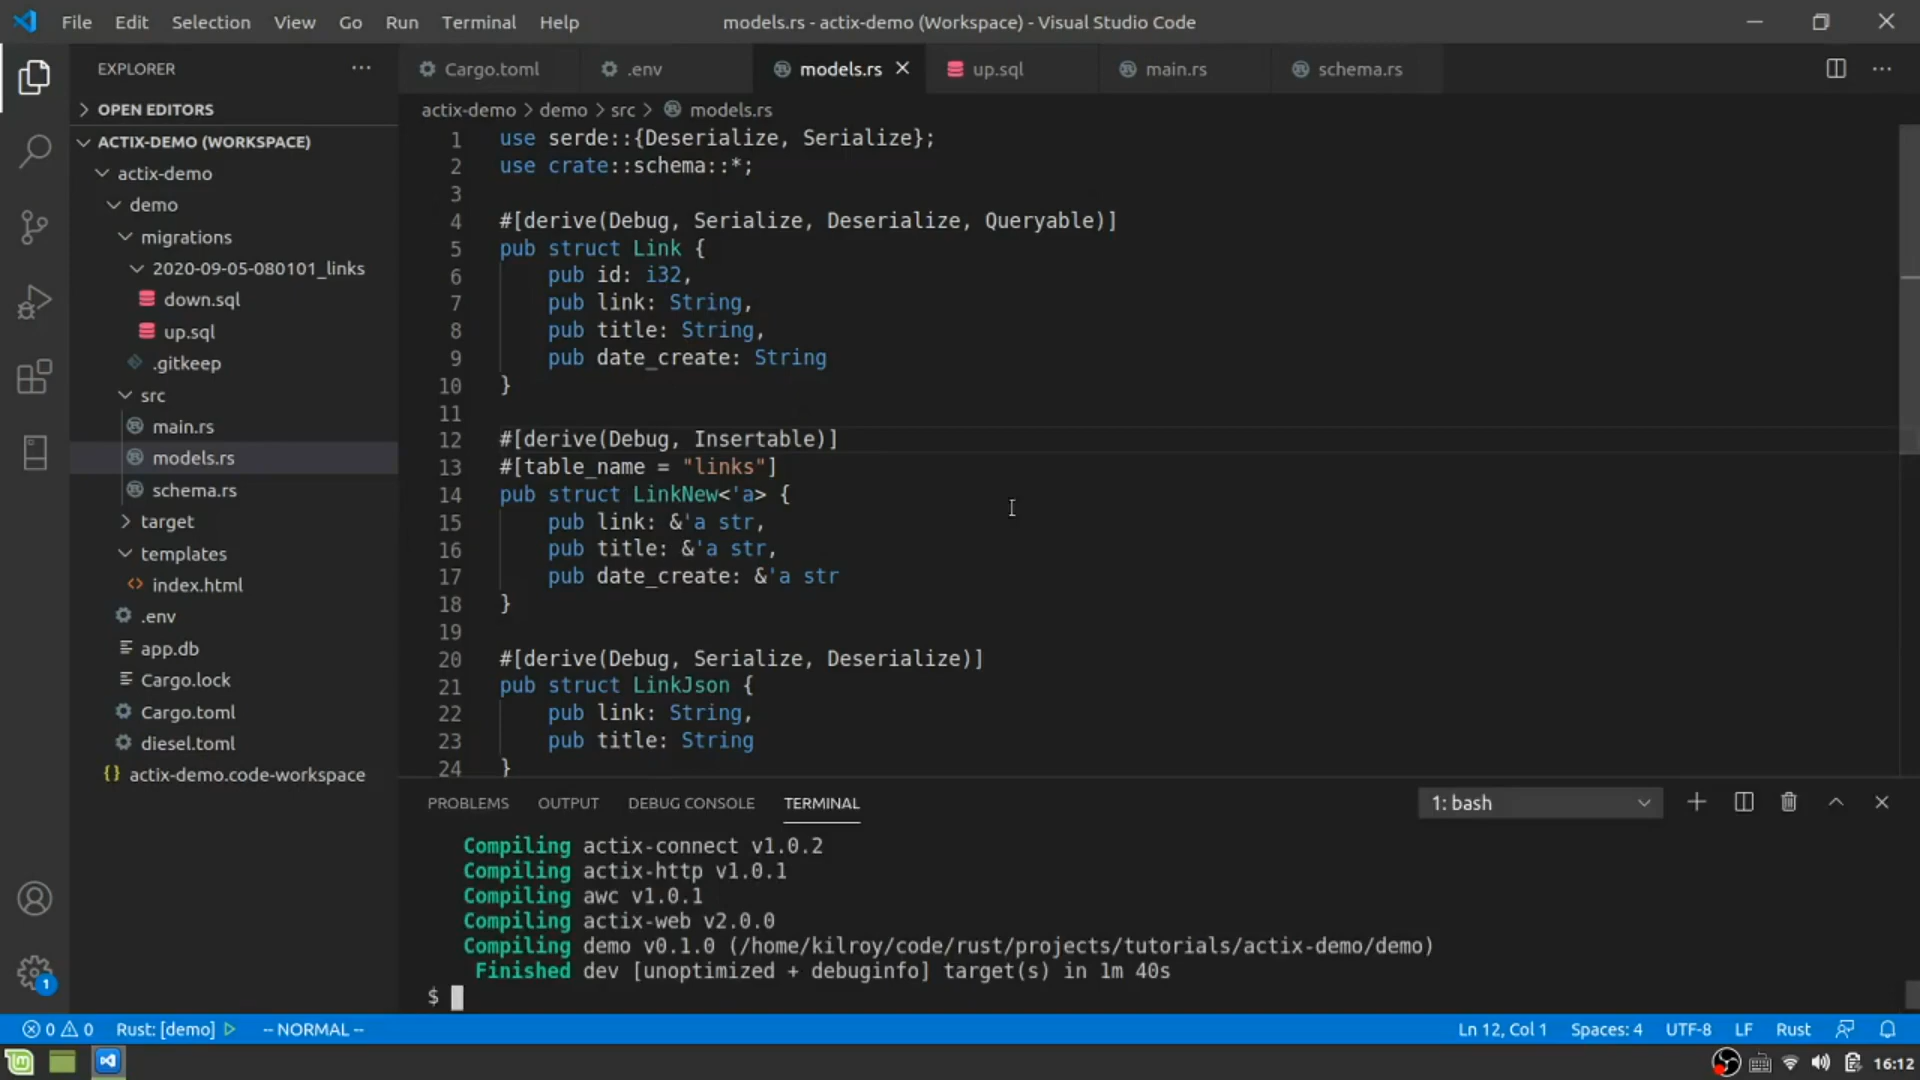 File Edit Selection View Go Run Terminal Help
models.rs - actix-demo (Workspace) - Visual Studio Code
EXPLORER
OPEN EDITORS
ACTIX-DEMO (WORKSPACE)
actix-demo
demo
migrations
2020-09-05-080101_links
down.sql
up.sql
.gitkeep
src
main.rs
models.rs
schema.rs
target
templates
index.html
.env
app.db
Cargo.lock
Cargo.toml
diesel.toml
actix-demo.code-workspace
Cargo.toml .env models.rs up.sql main.rs schema.rs
actix-demo > demo > src > models.rs
1 use serde::{Deserialize, Serialize};
2 use crate::schema::*;
3
4 #[derive(Debug, Serialize, Deserialize, Queryable)]
5 pub struct Link {
6 pub id: i32,
7 pub link: String,
8 pub title: String,
9 pub date_create: String
10 }
11
12 #[derive(Debug, Insertable)]
13 #[table_name = "links"]
14 pub struct LinkNew<'a> {
15 pub link: &'a str,
16 pub title: &'a str,
17 pub date_create: &'a str
18 }
19
20 #[derive(Debug, Serialize, Deserialize)]
21 pub struct LinkJson {
22 pub link: String,
23 pub title: String
24 }
PROBLEMS OUTPUT DEBUG CONSOLE TERMINAL
1: bash
Compiling actix-connect v1.0.2
Compiling actix-http v1.0.1
Compiling awc v1.0.1
Compiling actix-web v2.0.0
Compiling demo v0.1.0 (/home/kilroy/code/rust/projects/tutorials/actix-demo/demo)
Finished dev [unoptimized + debuginfo] target(s) in 1m 40s
$
1
0 0 Rust: [demo] -- NORMAL -- Ln 12, Col 1 Spaces: 4 UTF-8 LF Rust
16:12